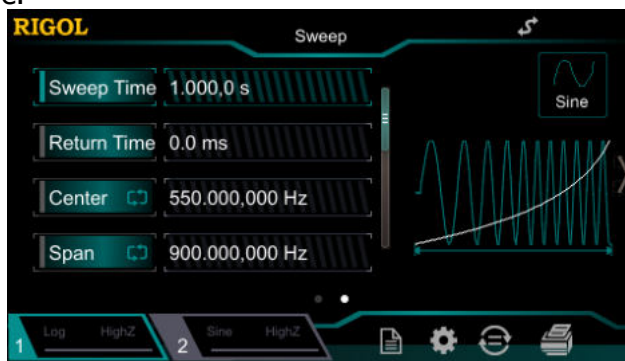 RIGOL
Sweep
Sweep Time 1.000,0 s
Sine
Return Time 0.0 ms
Center 550.000,000 Hz
Span 900.000,000 Hz
1 Log HighZ 2 Sine HighZ